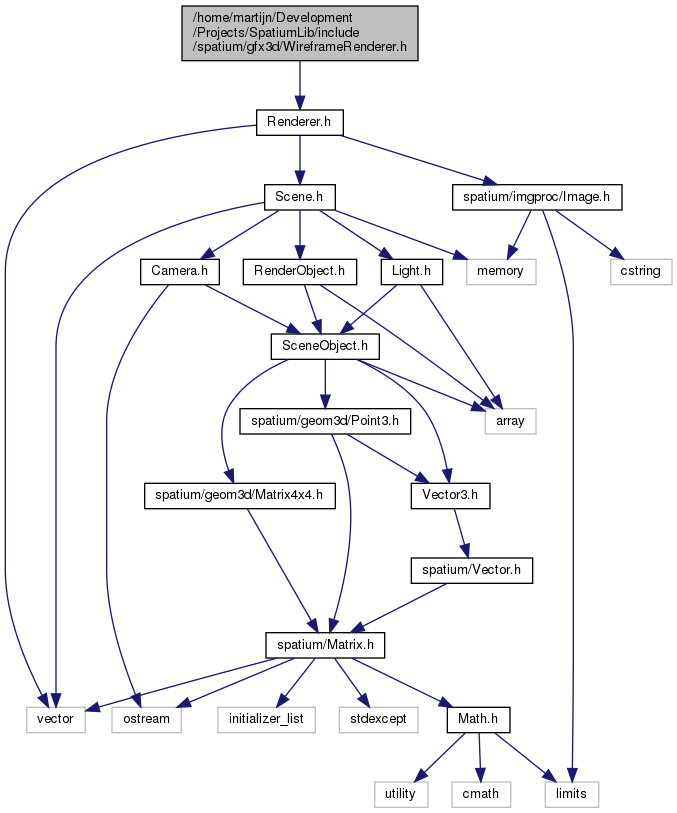 /home/martijn/Development
/Projects/SpatiumLib/include
/spatium/gfx3d/WireframeRenderer.h
Renderer.h
Scene.h
spatium/imgproc/Image.h
Camera.h
RenderObject.h
Light.h
memory
cstring
SceneObject.h
spatium/geom3d/Point3.h
array
spatium/geom3d/Matrix4x4.h
Vector3.h
spatium/Vector.h
spatium/Matrix.h
vector
ostream
initializer_list
stdexcept
Math.h
utility
cmath
limits